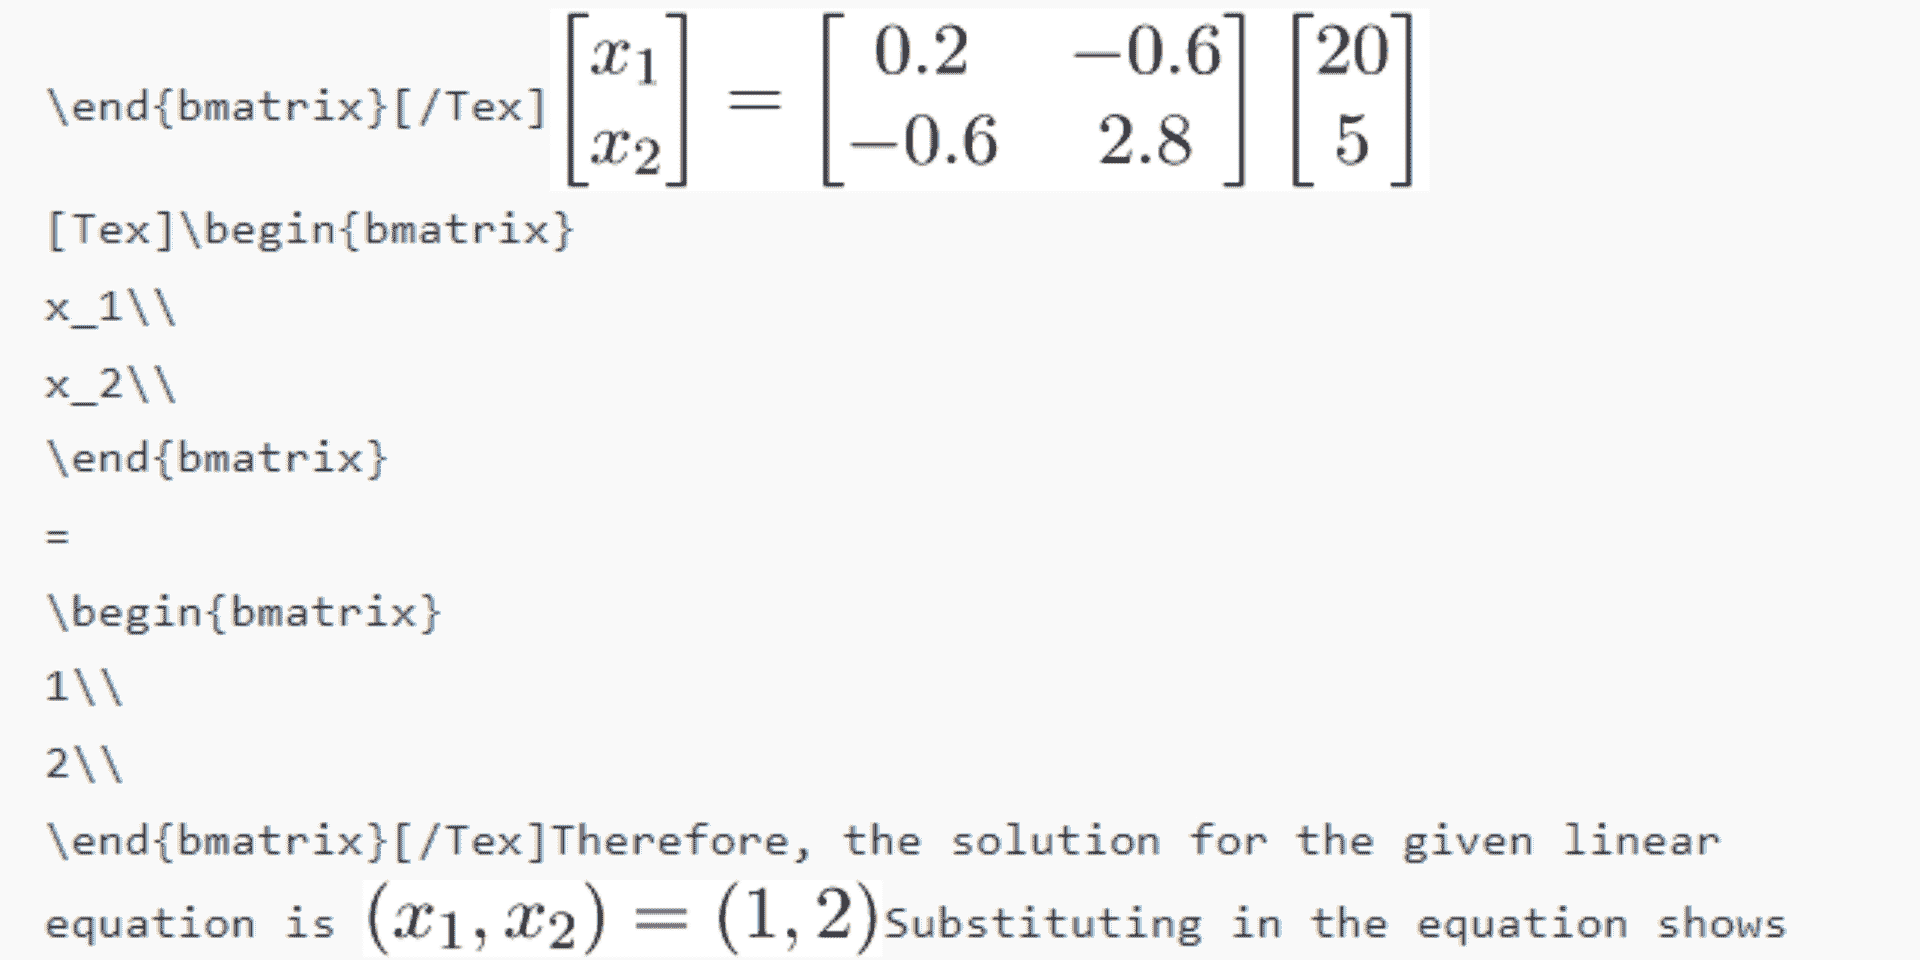 \end{bmatrix}[/Tex] [x₁ x₂] = [0.2 −0.6 −0.6 2.8] [20 5]
[Tex]\begin{bmatrix}
x_1\\
x_2\\
\end{bmatrix}
=
\begin{bmatrix}
1\\
2\\
\end{bmatrix}[/Tex]Therefore, the solution for the given linear
equation is (x₁, x₂) = (1, 2)Substituting in the equation shows